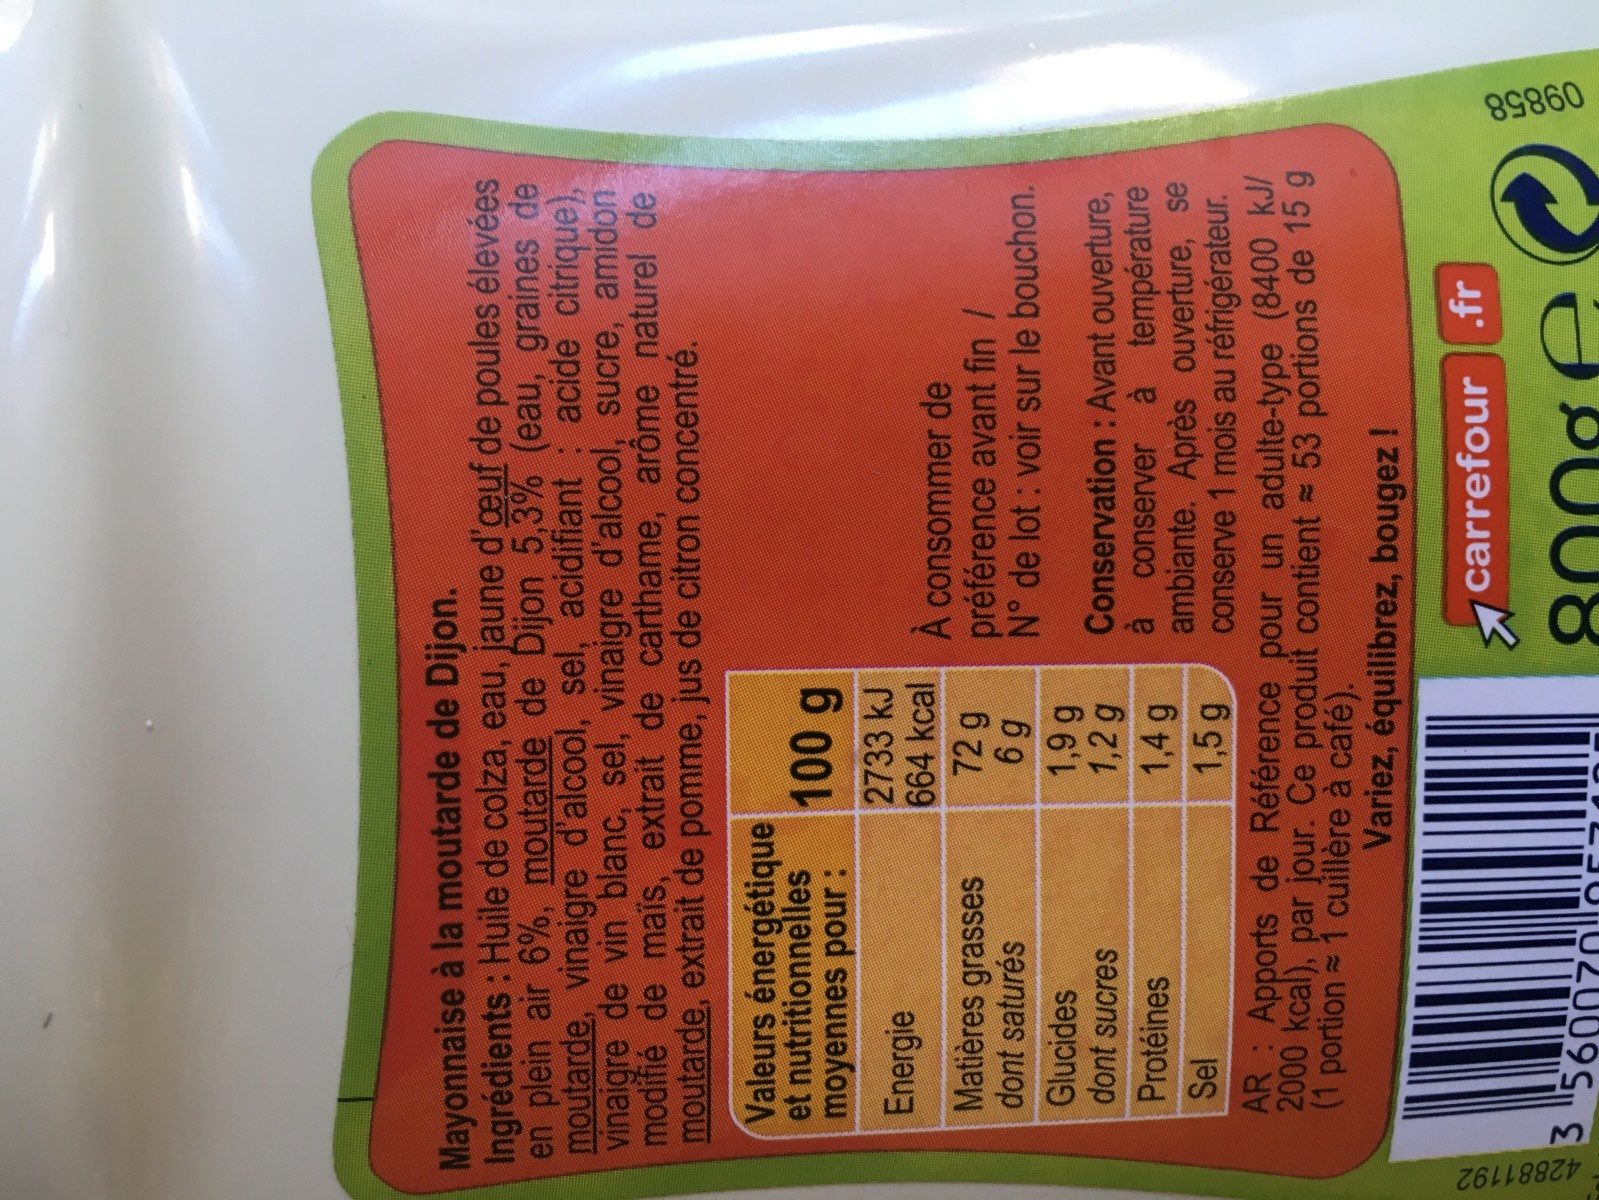 Mayonnaise à la moutarde de Dijon.
Ingrédients : Huile de colza, eau, jaune d'œuf de poules élevées
en plein air 6%, moutarde de Dijon 5,3% (eau, graines de
moutarde, vinaigre d'alcool, sel, acidifiant : acide citrique),
vinaigre de vin blanc, sel, vinaigre d'alcool, sucre, amidon
modifié de maïs, extrait de carthame, arôme naturel de
moutarde, extrait de pomme, jus de citron concentré.
Valeurs énergétique
et nutritionnelles
moyennes pour : 100 g
Energie 2733 kJ
664 kcal
Matières grasses 72 g
dont saturés 6 g
Glucides 1,9 g
dont sucres 1,2 g
Protéines 1,4 g
Sel 1,5 g
À consommer de
préférence avant fin /
N° de lot : voir sur le bouchon.
Conservation : Avant ouverture,
à conserver à température
ambiante. Après ouverture, se
conserve 1 mois au réfrigérateur.
AR : Apports de Référence pour un adulte-type (8400 kJ/
2000 kcal), par jour. Ce produit contient ≈ 53 portions de 15 g
(1 portion ≈ 1 cuillère à café).
Variez, équilibrez, bougez !
carrefour .fr
800g e
09858
42881192